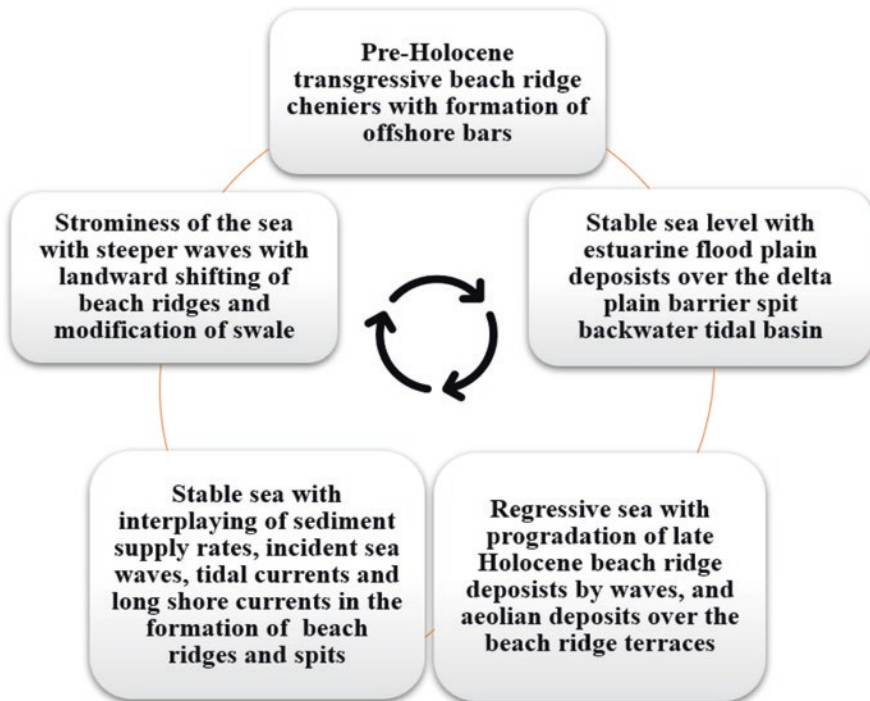 Pre-Holocene
transgressive beach ridge
cheniers with formation of
offshore bars
Stable sea level with
estuarine flood plain
deposists over the delta
plain barrier spit
backwater tidal basin
Regressive sea with
progradation of late
Holocene beach ridge
deposists by waves, and
aeolian deposits over the
beach ridge terraces
Stable sea with
interplaying of sediment
supply rates, incident sea
waves, tidal currents and
long shore currents in the
formation of beach
ridges and spits
Strominess of the sea
with steeper waves with
landward shifting of
beach ridges and
modification of swale